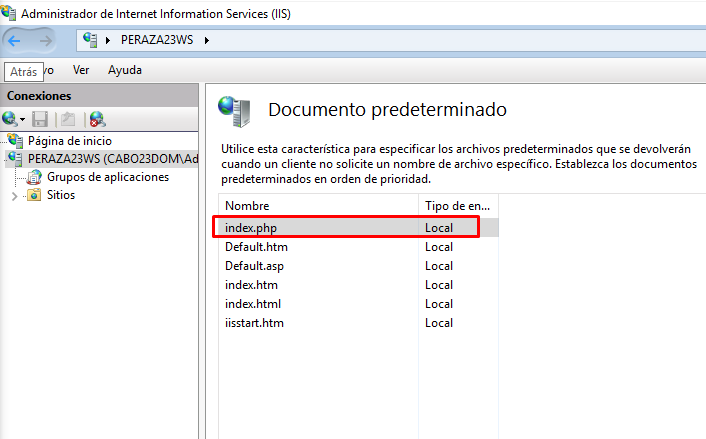 Administrador de Internet Information Services (IIS)
PERAZA23WS
Atrás
vo Ver Ayuda
Conexiones
Página de inicio
PERAZA23WS (CABO23DOM\Ad
Grupos de aplicaciones
Sitios
Documento predeterminado
Utilice esta característica para especificar los archivos predeterminados que se devolverán
cuando un cliente no solicite un nombre de archivo específico. Establezca los documentos
predeterminados en orden de prioridad.
Nombre Tipo de en...
index.php Local
Default.htm Local
Default.asp Local
index.htm Local
index.html Local
iisstart.htm Local